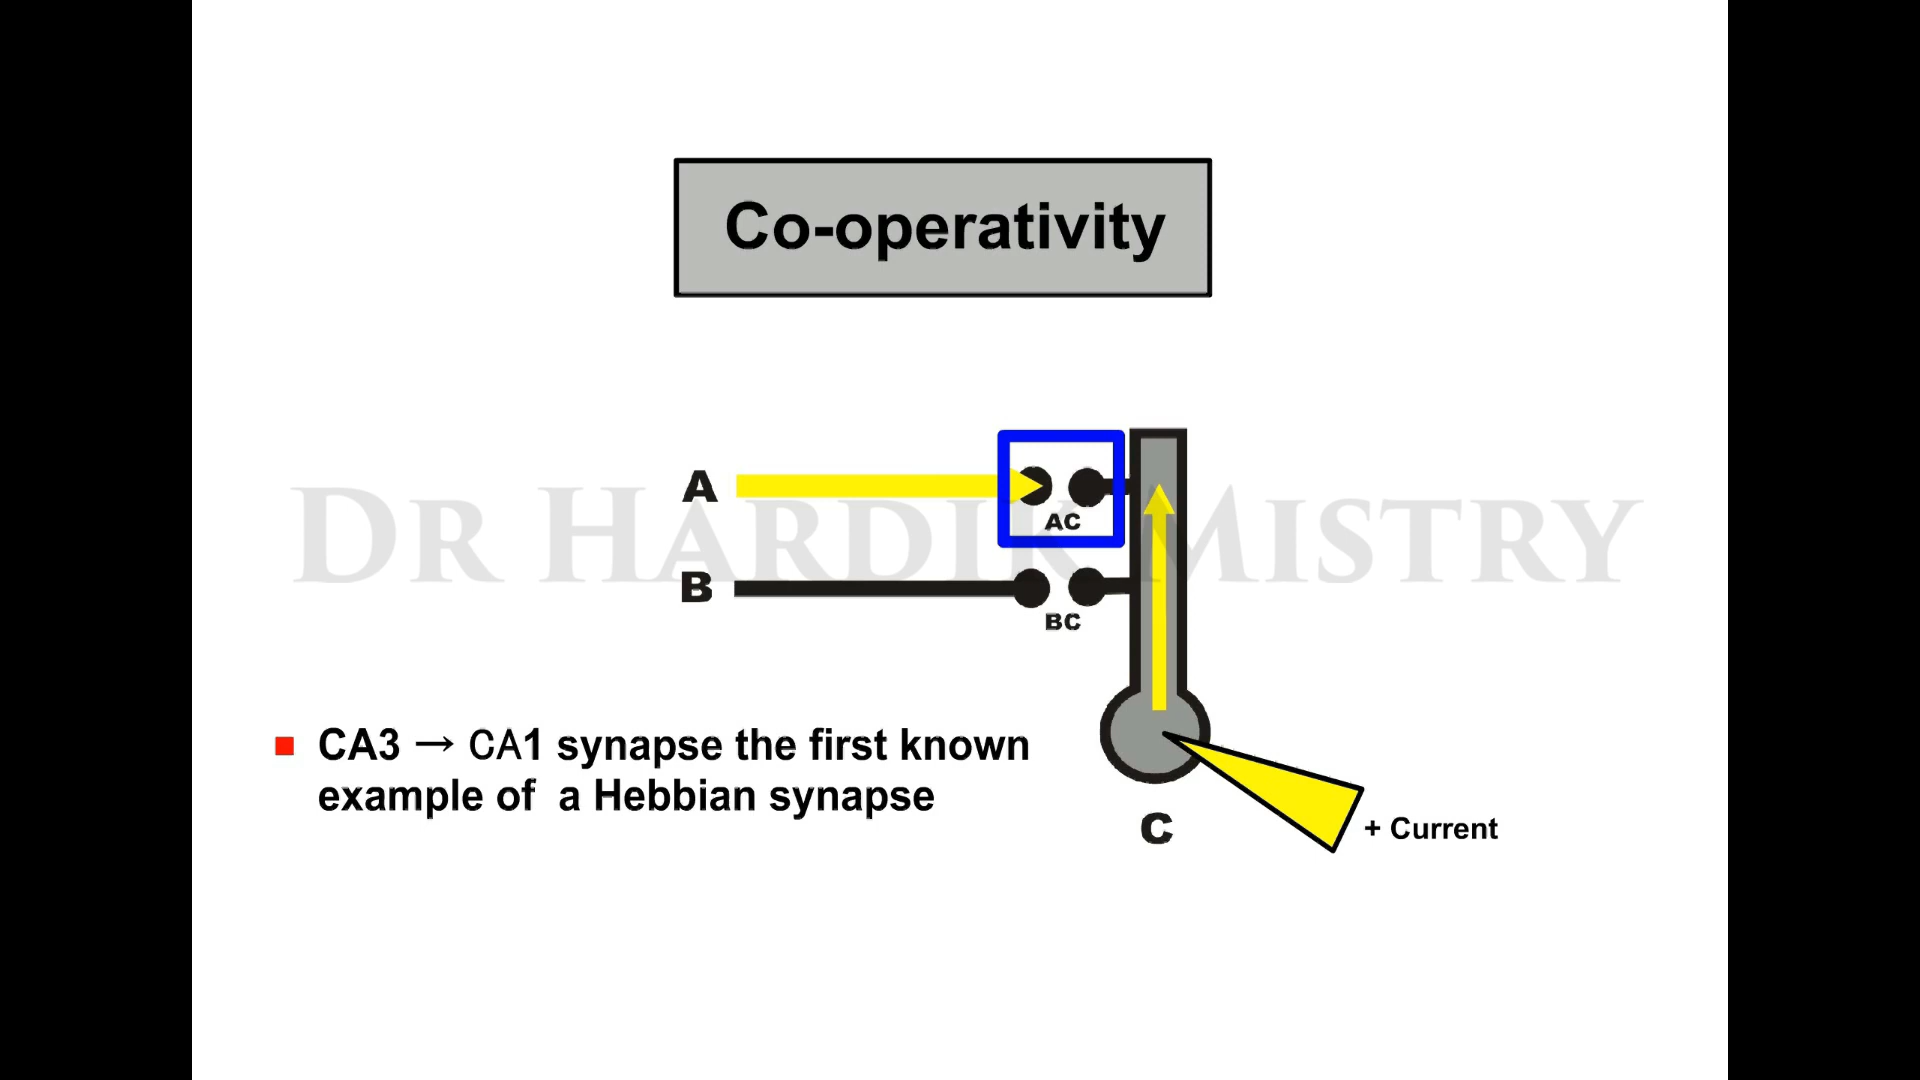 Co-operativity
A
AC
DR HARDIK MISTRY
B
BC
CA3 → CA1 synapse the first known
example of a Hebbian synapse
C
+ Current